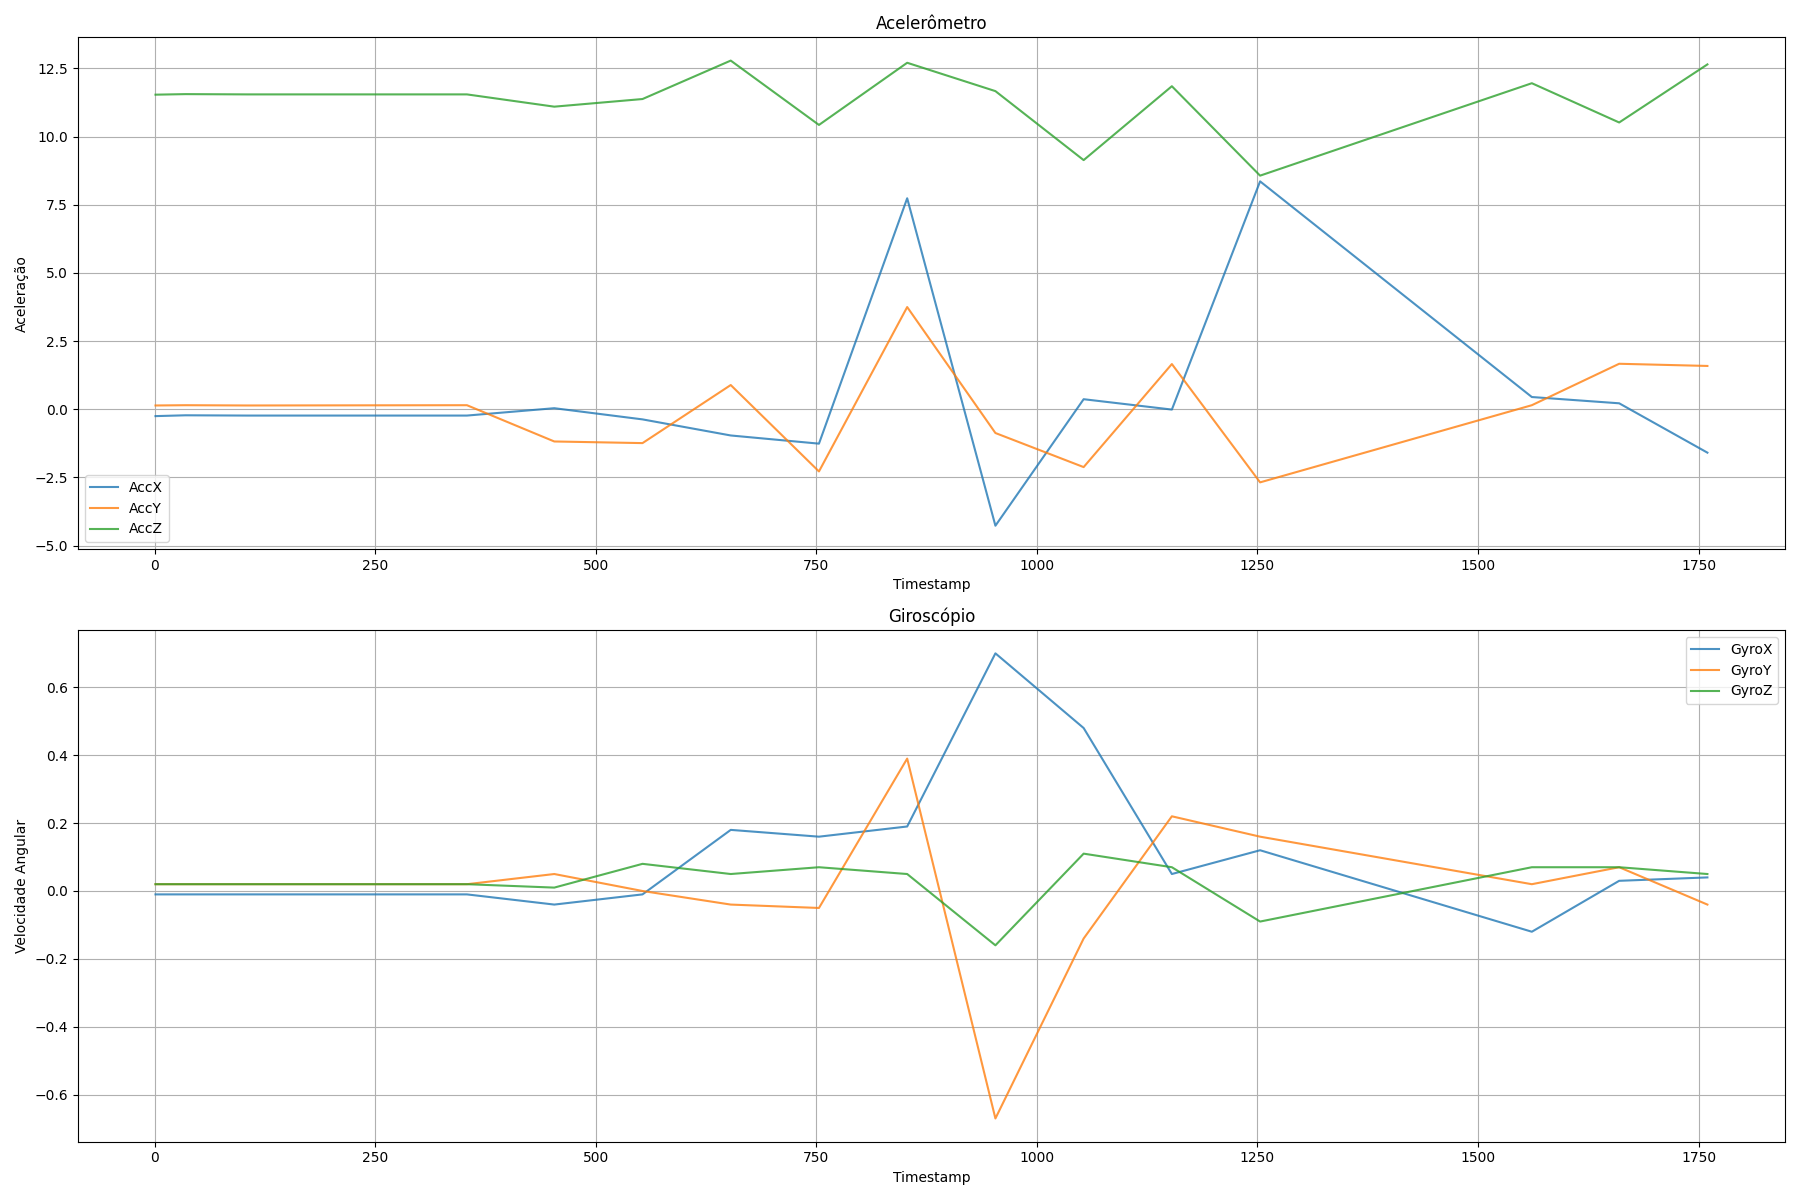 Acelerômetro
12.5
10.0
7.5
5.0
2.5
0.0
−2.5
−5.0
Aceleração
AccX
AccY
AccZ
0 250 500 750 1000 1250 1500 1750
Timestamp
Giroscópio
0.6
0.4
0.2
0.0
−0.2
−0.4
−0.6
Velocidade Angular
GyroX
GyroY
GyroZ
0 250 500 750 1000 1250 1500 1750
Timestamp